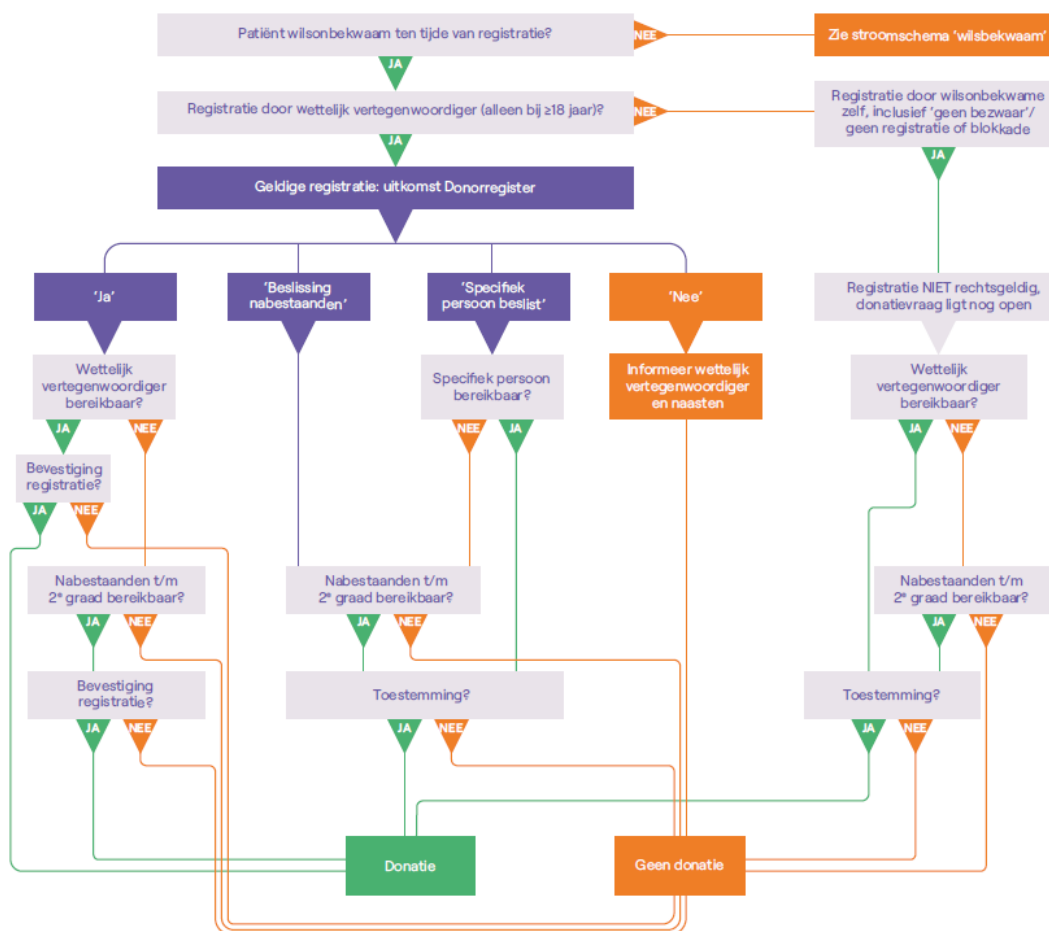 Patiënt wilsonbekwaam ten tijde van registratie?
NEE
Zie stroomschema ‘wilsbekwaam’
JA
Registratie door wettelijk vertegenwoordiger (alleen bij ≥18 jaar)?
NEE
Registratie door wilsonbekwame
zelf, inclusief ‘geen bezwaar’/
geen registratie of blokkade
JA
JA
Geldige registratie: uitkomst Donorregister
‘Ja’
‘Beslissing
nabestaanden’
‘Specifiek
persoon beslist’
‘Nee’
Registratie NIET rechtsgeldig,
donatievraag ligt nog open
Wettelijk
vertegenwoordiger
bereikbaar?
Specifiek persoon
bereikbaar?
Informeer wettelijk
vertegenwoordiger
en naasten
Wettelijk
vertegenwoordiger
bereikbaar?
JA
NEE
NEE
JA
JA
NEE
Bevestiging
registratie?
JA
NEE
Nabestaanden t/m
2e graad bereikbaar?
Nabestaanden t/m
2e graad bereikbaar?
Nabestaanden t/m
2e graad bereikbaar?
JA
NEE
JA
NEE
JA
NEE
Bevestiging
registratie?
Toestemming?
Toestemming?
JA
NEE
JA
NEE
JA
NEE
Donatie
Geen donatie